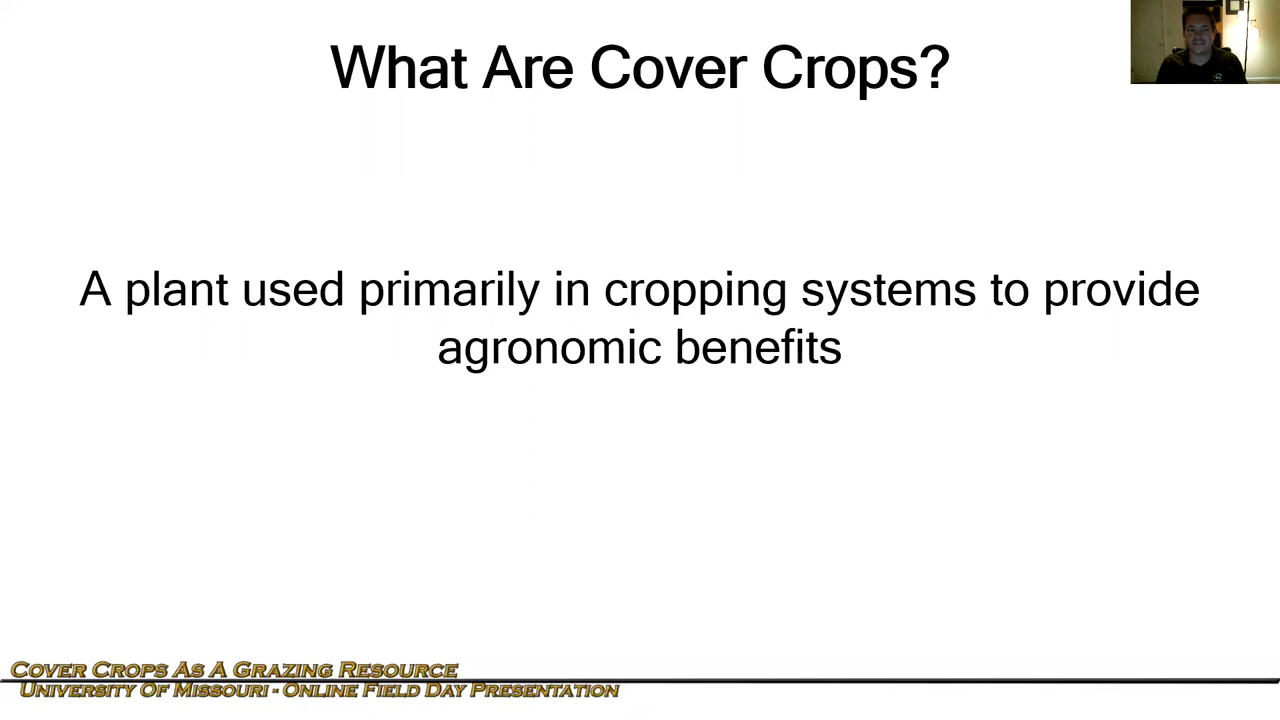 What Are Cover Crops?
A plant used primarily in cropping systems to provide
agronomic benefits
Cover Crops As A Grazing Resource
University Of Missouri - Online Field Day Presentation